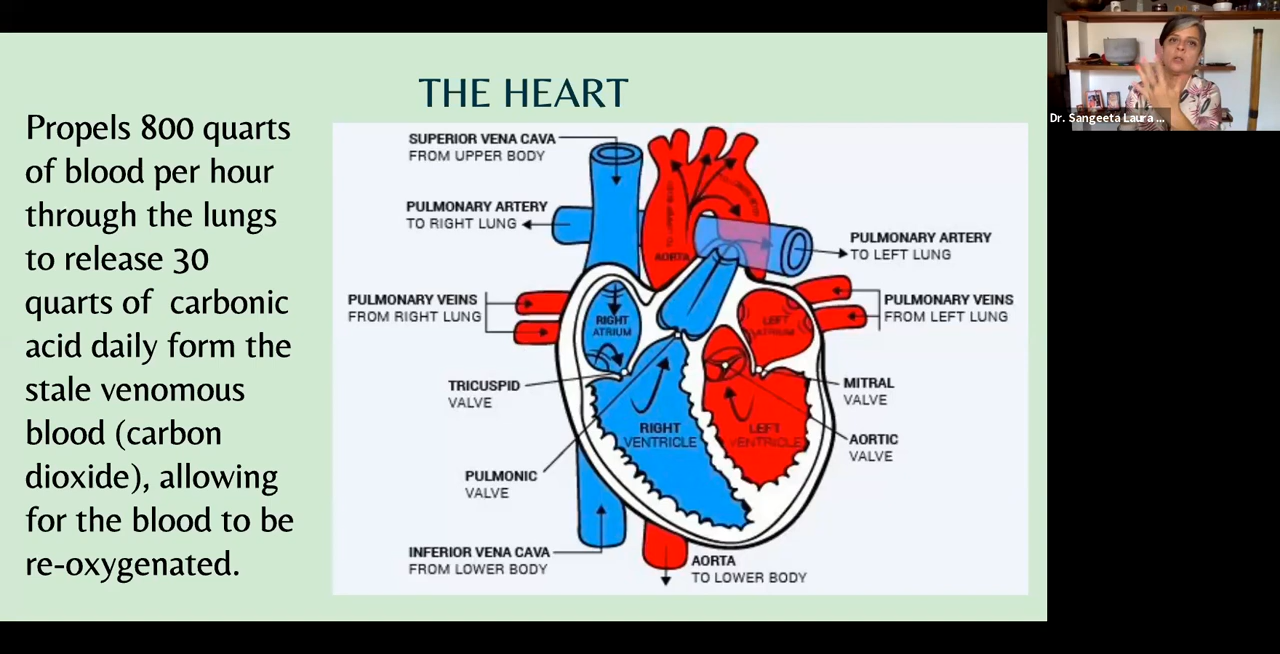 THE HEART
Propels 800 quarts
of blood per hour
through the lungs
to release 30
quarts of carbonic
acid daily form the
stale venomous
blood (carbon
dioxide), allowing
for the blood to be
re-oxygenated.
SUPERIOR VENA CAVA
FROM UPPER BODY
PULMONARY ARTERY
TO RIGHT LUNG
PULMONARY VEINS
FROM RIGHT LUNG
TRICUSPID
VALVE
PULMONIC
VALVE
INFERIOR VENA CAVA
FROM LOWER BODY
AORTA
RIGHT
ATRIUM
LEFT
ATRIUM
RIGHT
VENTRICLE
LEFT
VENTRICLE
PULMONARY ARTERY
TO LEFT LUNG
PULMONARY VEINS
FROM LEFT LUNG
MITRAL
VALVE
AORTIC
VALVE
AORTA
TO LOWER BODY
Dr. Sangeeta Laura ...